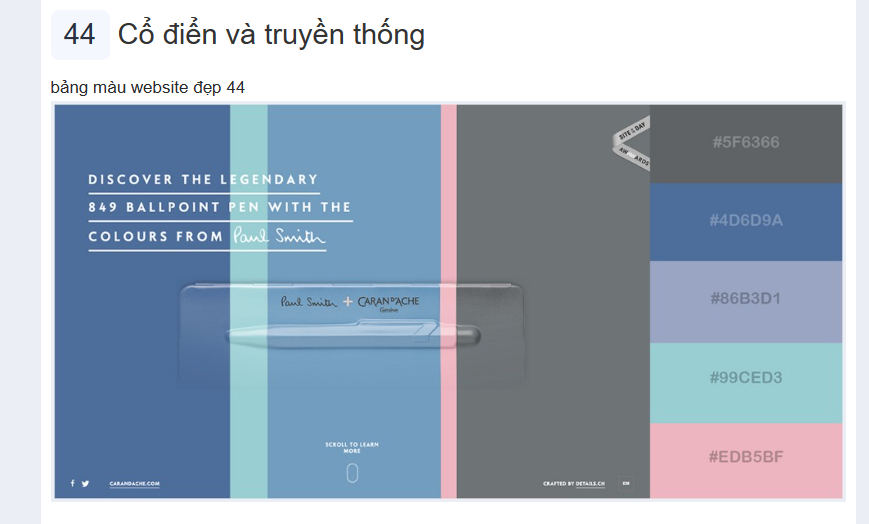 44 Cổ điển và truyền thống
bảng màu website đẹp 44
DISCOVER THE LEGENDARY
849 BALLPOINT PEN WITH THE
COLOURS FROM Paul Smith
SITE OF THE DAY
AWWWARDS
Paul Smith + CARAN D'ACHE
Genève
SCROLL TO LEARN
MORE
CARANDACHE.COM
CRAFTED BY DETAILS.CH
EN
#5F6366
#4D6D9A
#86B3D1
#99CED3
#EDB5BF